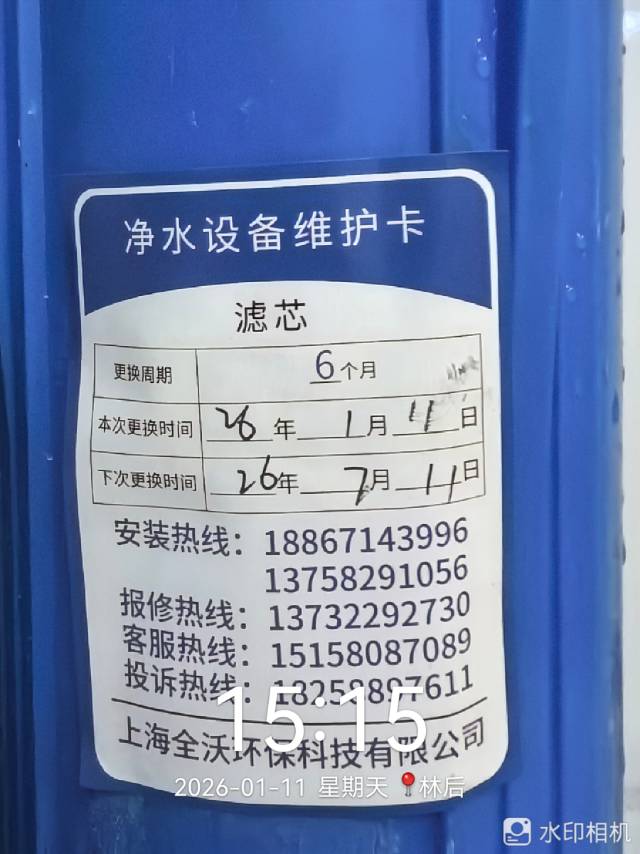 净水设备维护卡
滤芯
更换周期 6个月
本次更换时间 26年 1月 11日
下次更换时间 26年 7月 11日
安装热线：18867143996
13758291056
报修热线：13732292730
客服热线：15158087089
投诉热线：18258897611
15:15
上海全沃环保科技有限公司
2026-01-11 星期天 📍林后
水印相机